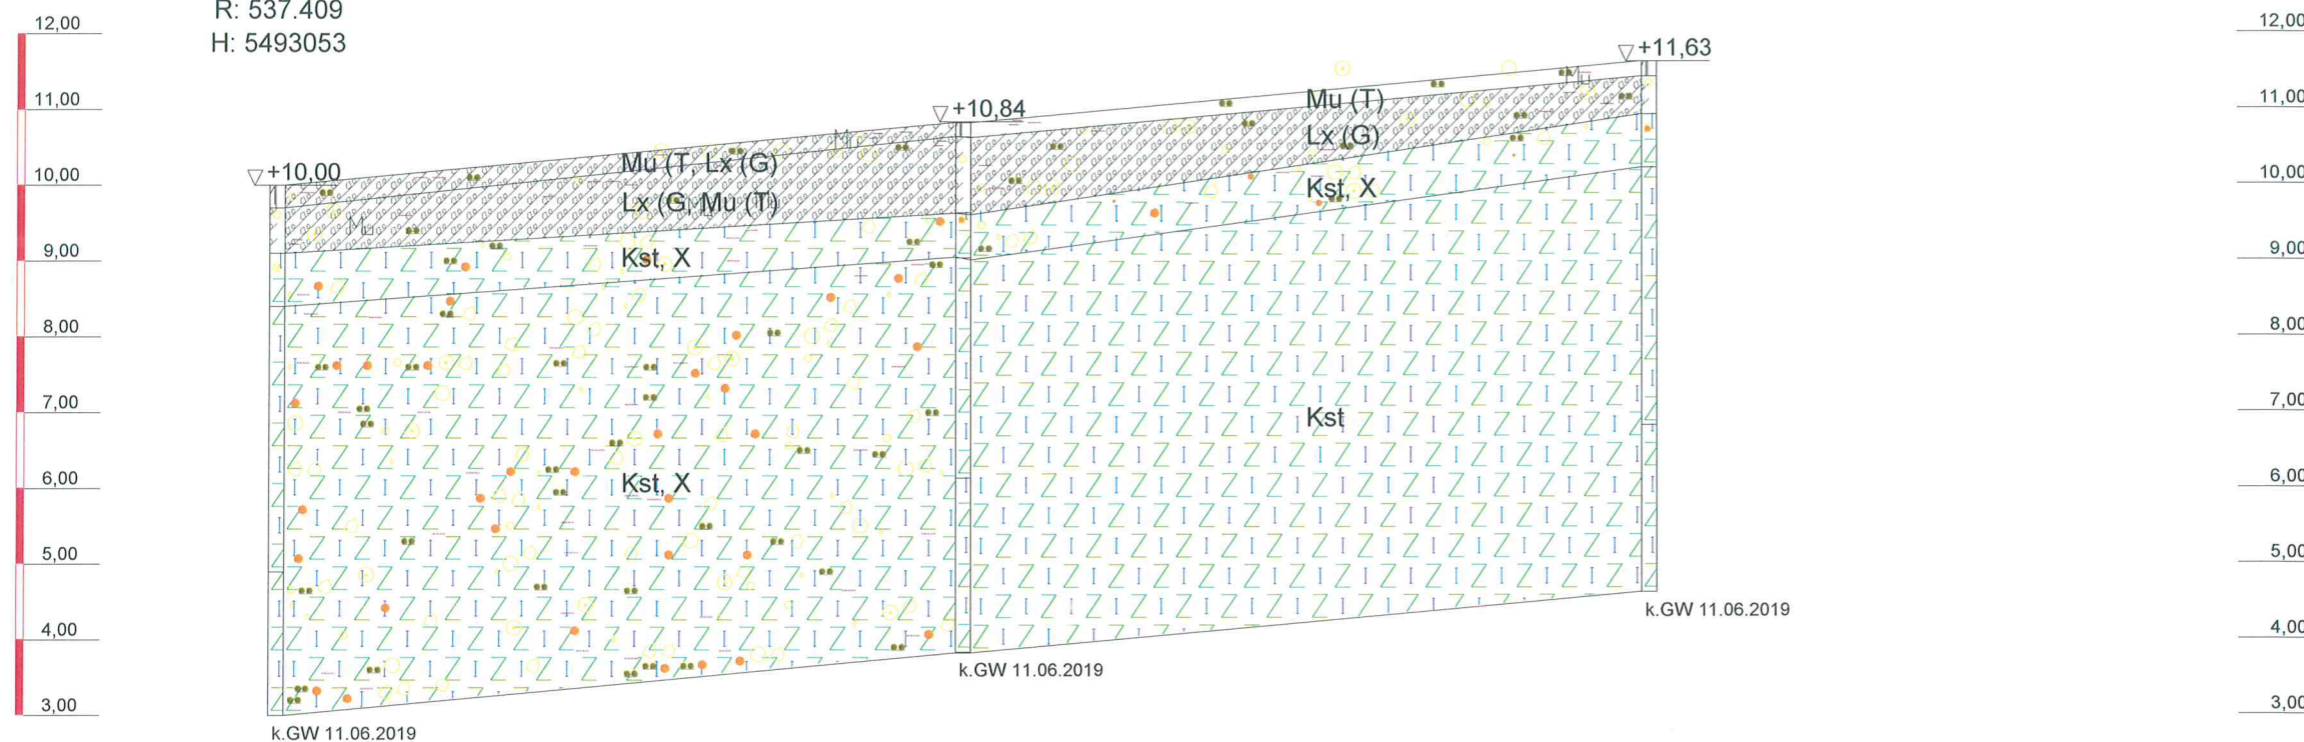 R: 537.409
H: 5493053
12,00
11,00
10,00
9,00
8,00
7,00
6,00
5,00
4,00
3,00
+10,00
+10,84
+11,63
Mu (T, Lx (G)
Lx (G, Mu (T)
Kst, X
Kst, X
Mu
Mu (T)
Lx (G)
Kst, X
Kst
Mu
k.GW 11.06.2019
k.GW 11.06.2019
k.GW 11.06.2019
12,00
11,00
10,00
9,00
8,00
7,00
6,00
5,00
4,00
3,00